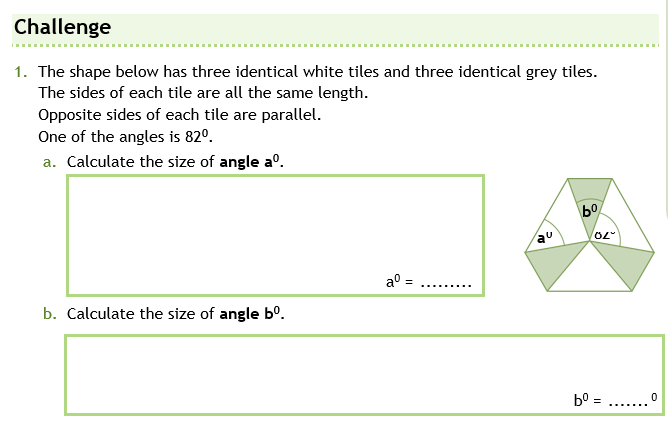 Challenge
1. The shape below has three identical white tiles and three identical grey tiles.
The sides of each tile are all the same length.
Opposite sides of each tile are parallel.
One of the angles is 82⁰.
a. Calculate the size of angle a⁰.
b⁰
a⁰
82⁰
a⁰ = .........
b. Calculate the size of angle b⁰.
b⁰ = .......⁰